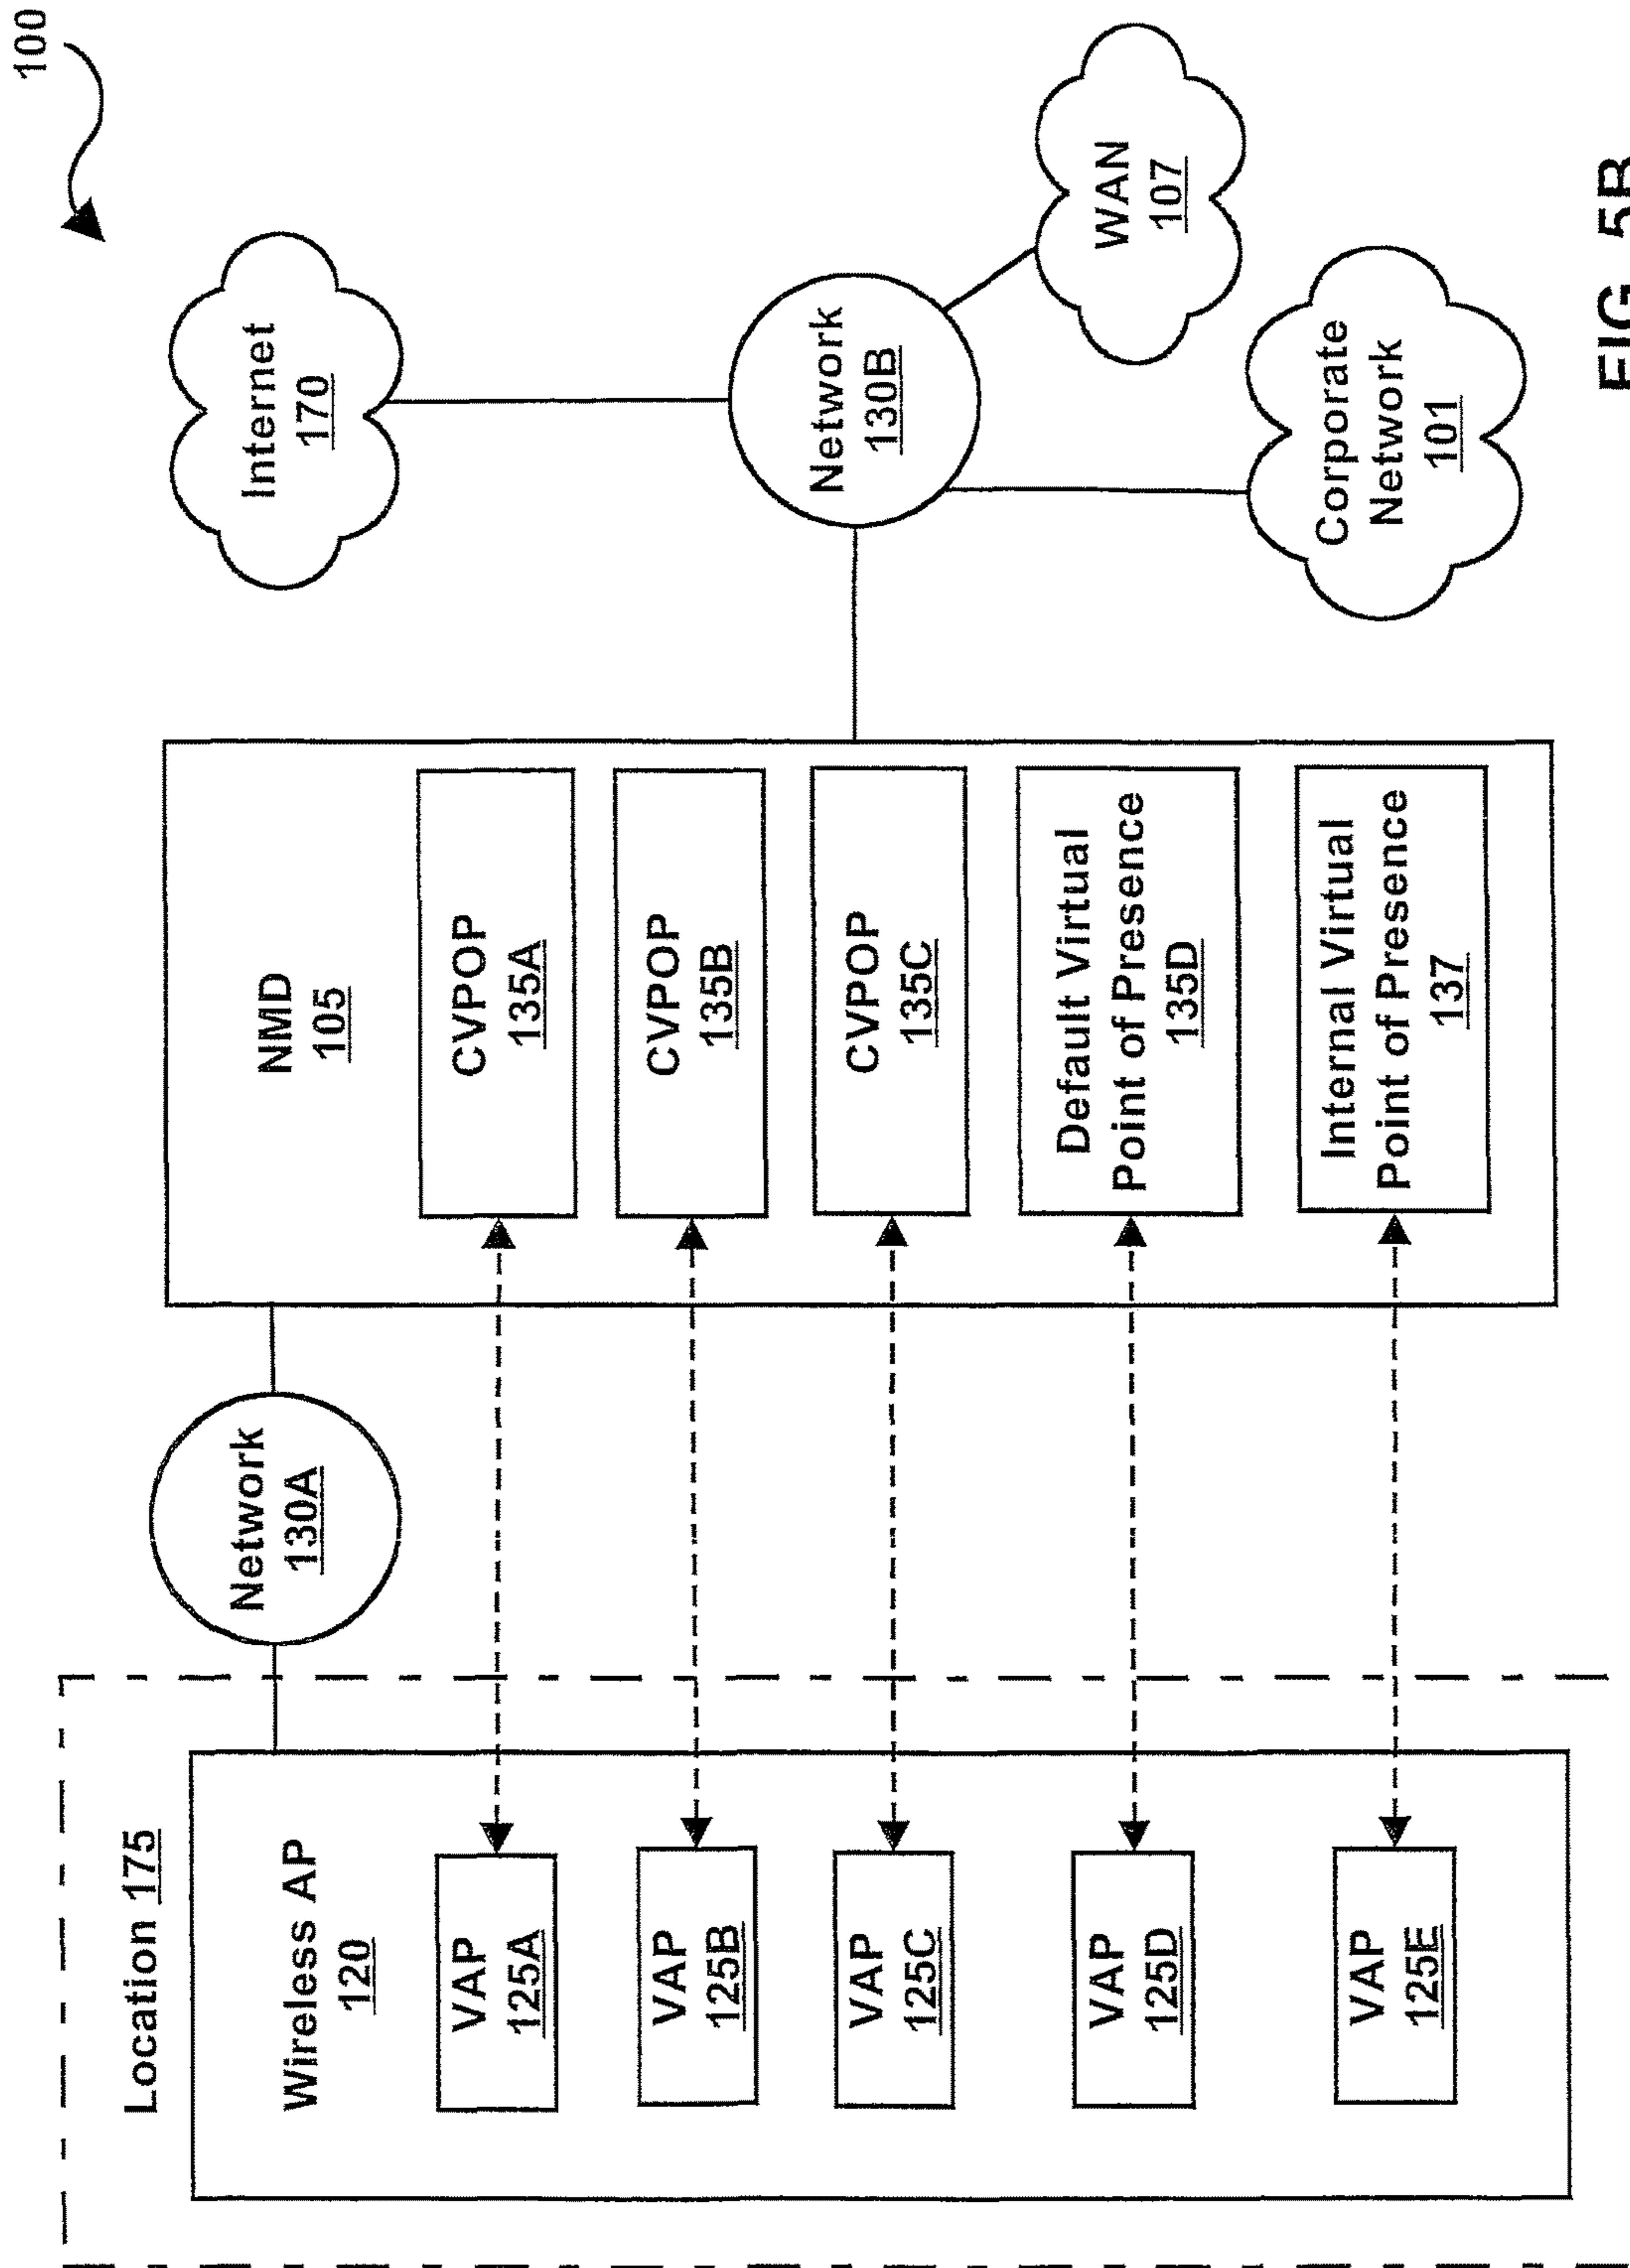 100
Location 175
Wireless AP
120
VAP
125A
VAP
125B
VAP
125C
VAP
125D
VAP
125E
Network
130A
NMD
105
CVPOP
135A
CVPOP
135B
CVPOP
135C
Default Virtual
Point of Presence
135D
Internal Virtual
Point of Presence
137
Internet
170
Network
130B
WAN
107
Corporate
Network
101
FIG. 5B